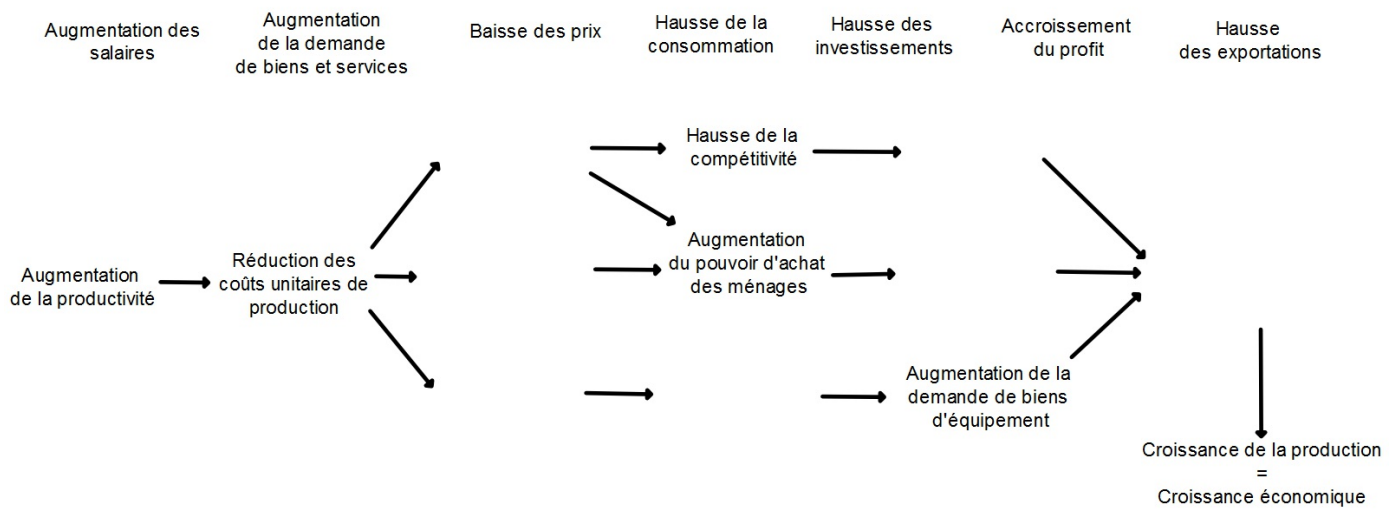 Augmentation des
salaires
Augmentation
de la demande
de biens et services
Baisse des prix
Hausse de la
consommation
Hausse des
investissements
Accroissement
du profit
Hausse
des exportations
Hausse de la
compétitivité
Augmentation
de la productivité
Réduction des
coûts unitaires de
production
Augmentation
du pouvoir d'achat
des ménages
Augmentation de la
demande de biens
d'équipement
Croissance de la production
=
Croissance économique